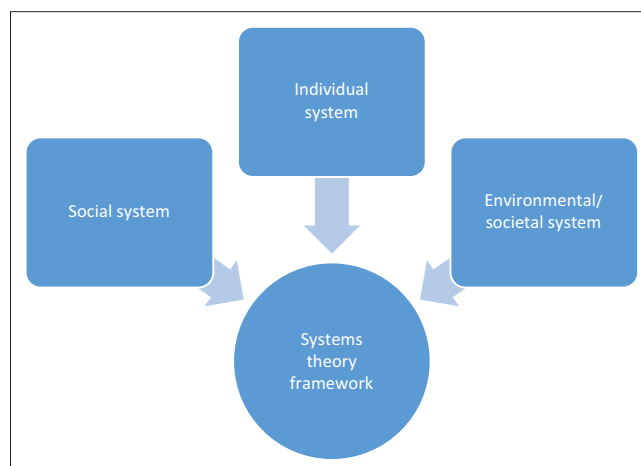 Individual
system
Social system
Environmental/
societal system
Systems
theory
framework